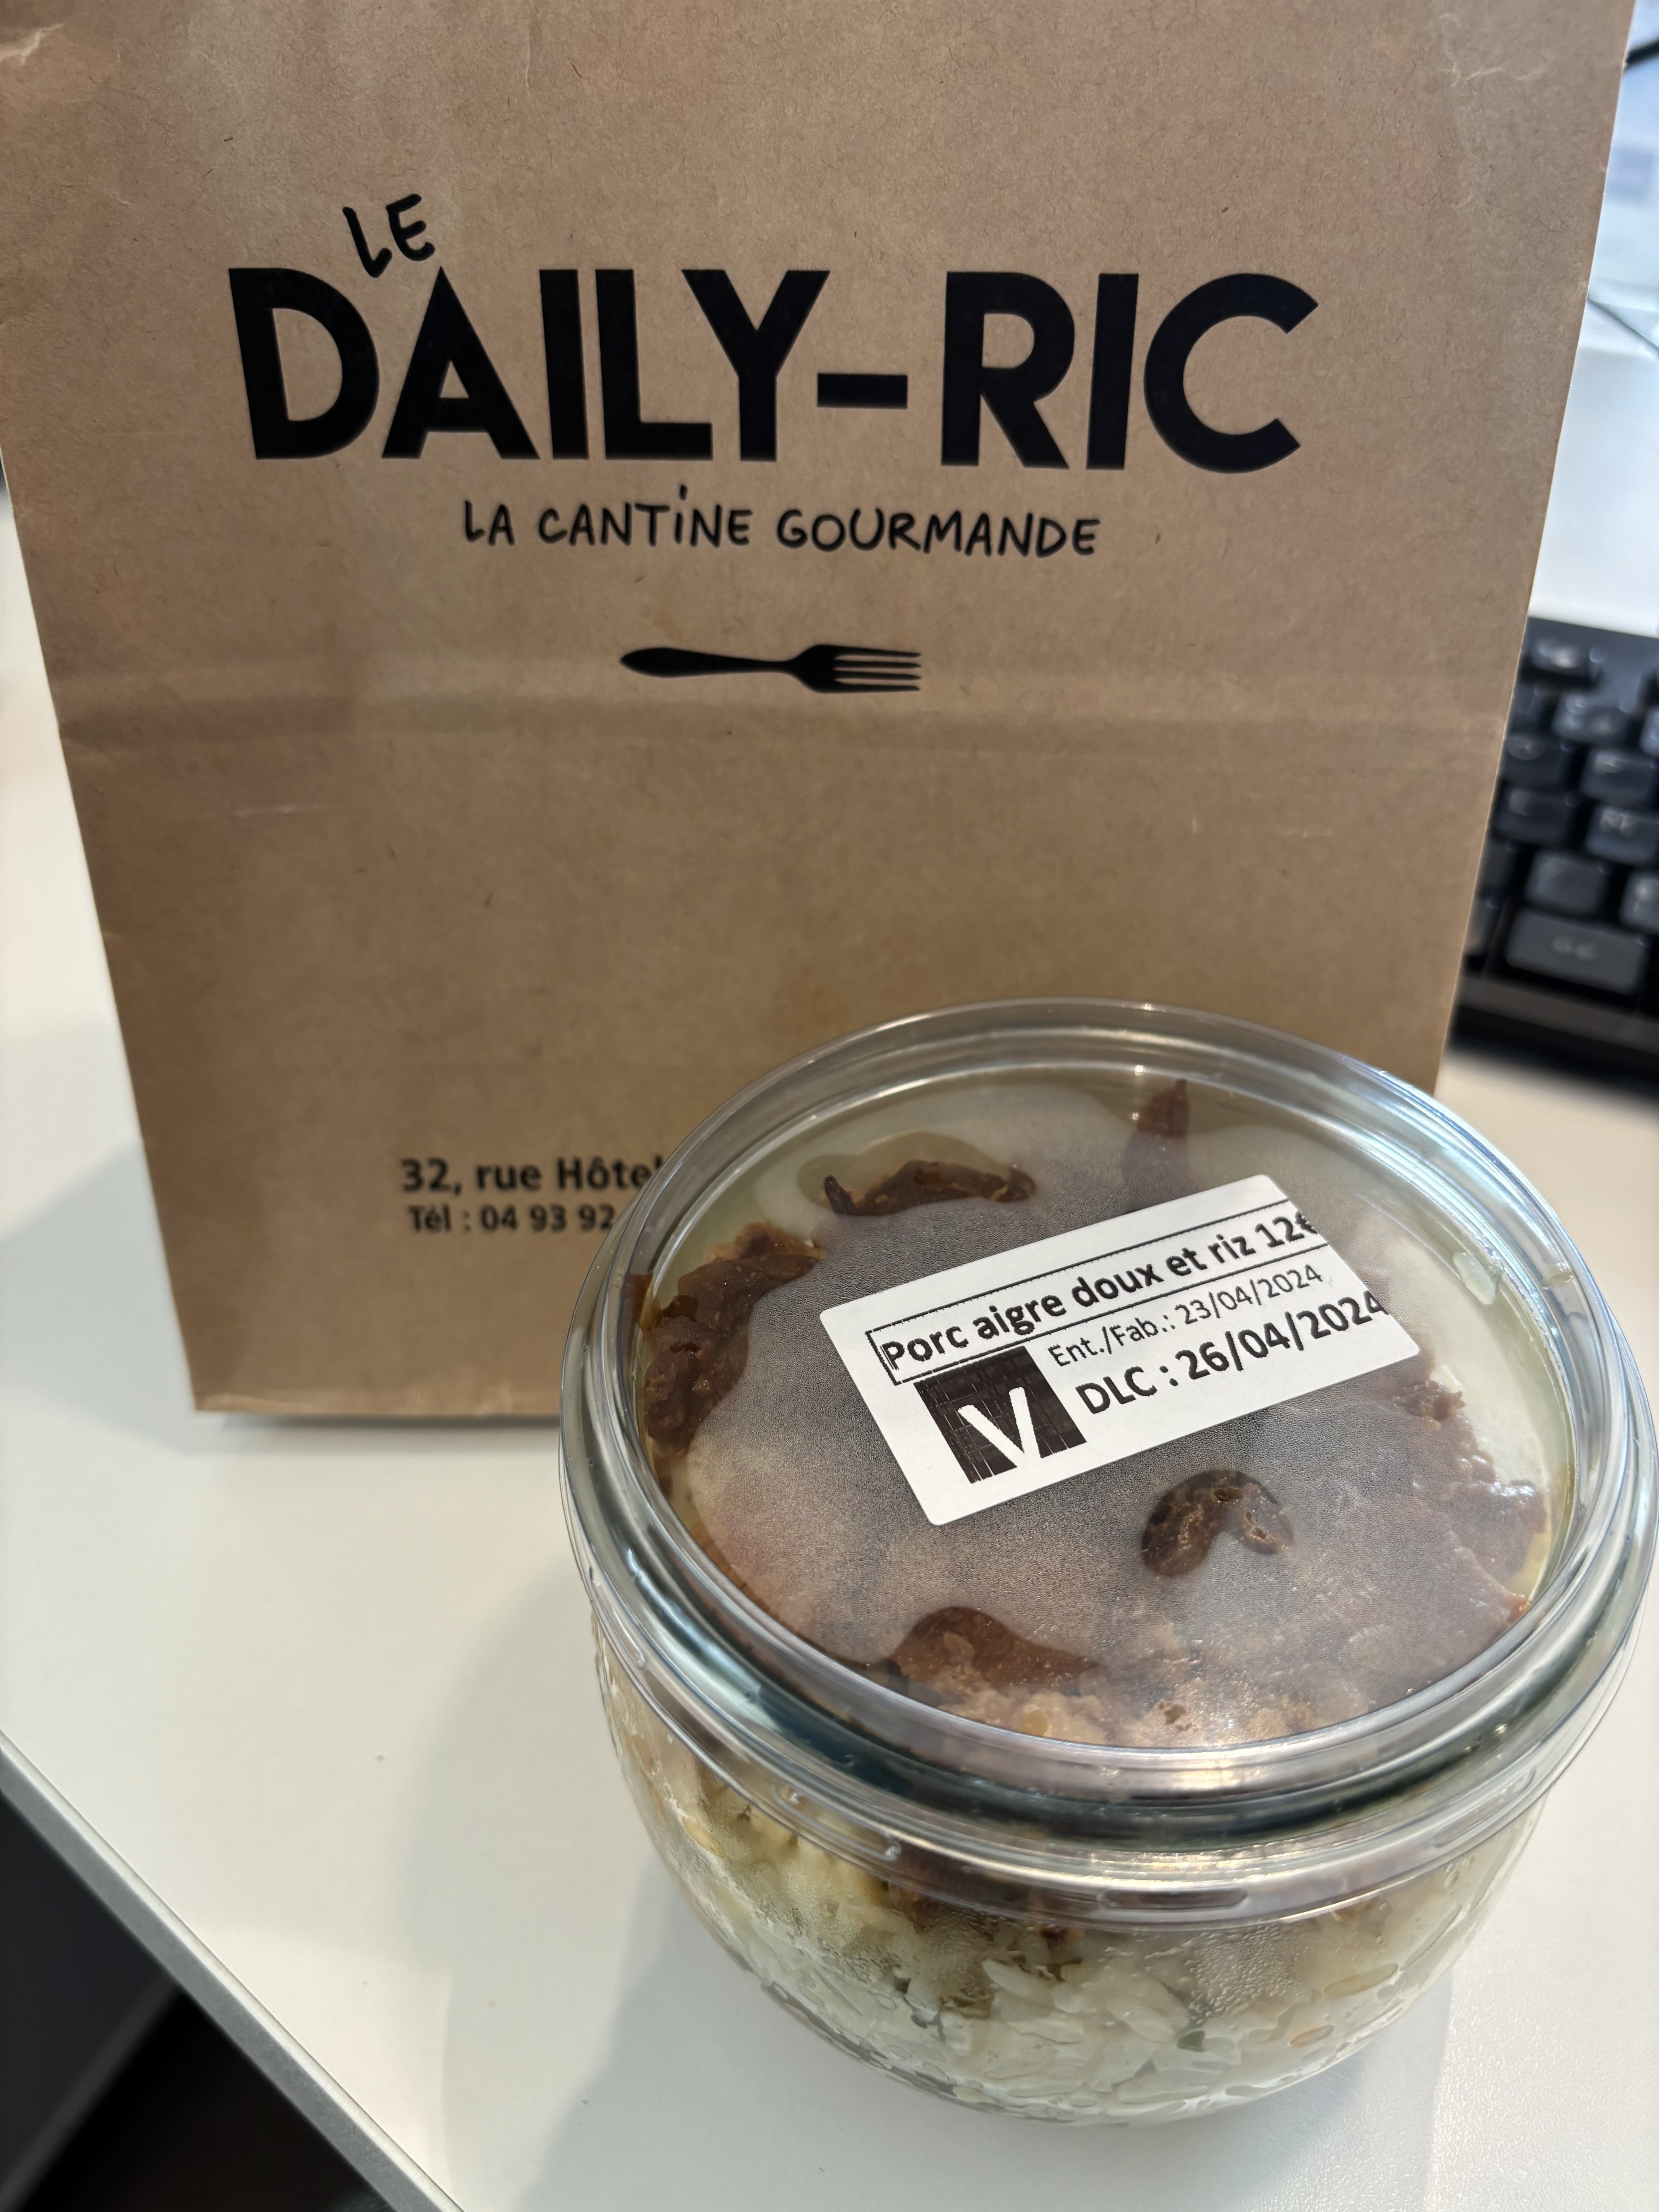 LE
DAILY-RIC
LA CANTINE GOURMANDE
32, rue
Tél : 04 93 92
Porc aigre doux et riz 12€
Ent./Fab.: 23/04/2024
DLC : 26/04/2024
V